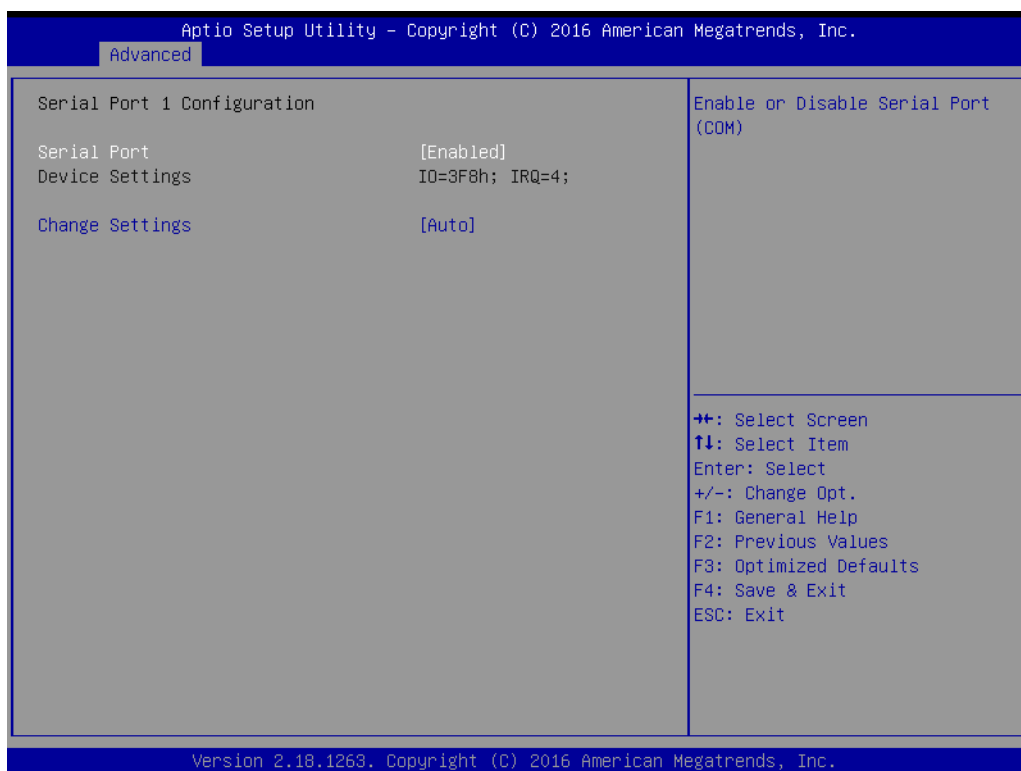 Aptio Setup Utility – Copyright (C) 2016 American Megatrends, Inc.
Advanced
Serial Port 1 Configuration
Serial Port [Enabled]
Device Settings IO=3F8h; IRQ=4;
Change Settings [Auto]
Enable or Disable Serial Port
(COM)
→←: Select Screen
↑↓: Select Item
Enter: Select
+/-: Change Opt.
F1: General Help
F2: Previous Values
F3: Optimized Defaults
F4: Save & Exit
ESC: Exit
Version 2.18.1263. Copyright (C) 2016 American Megatrends, Inc.